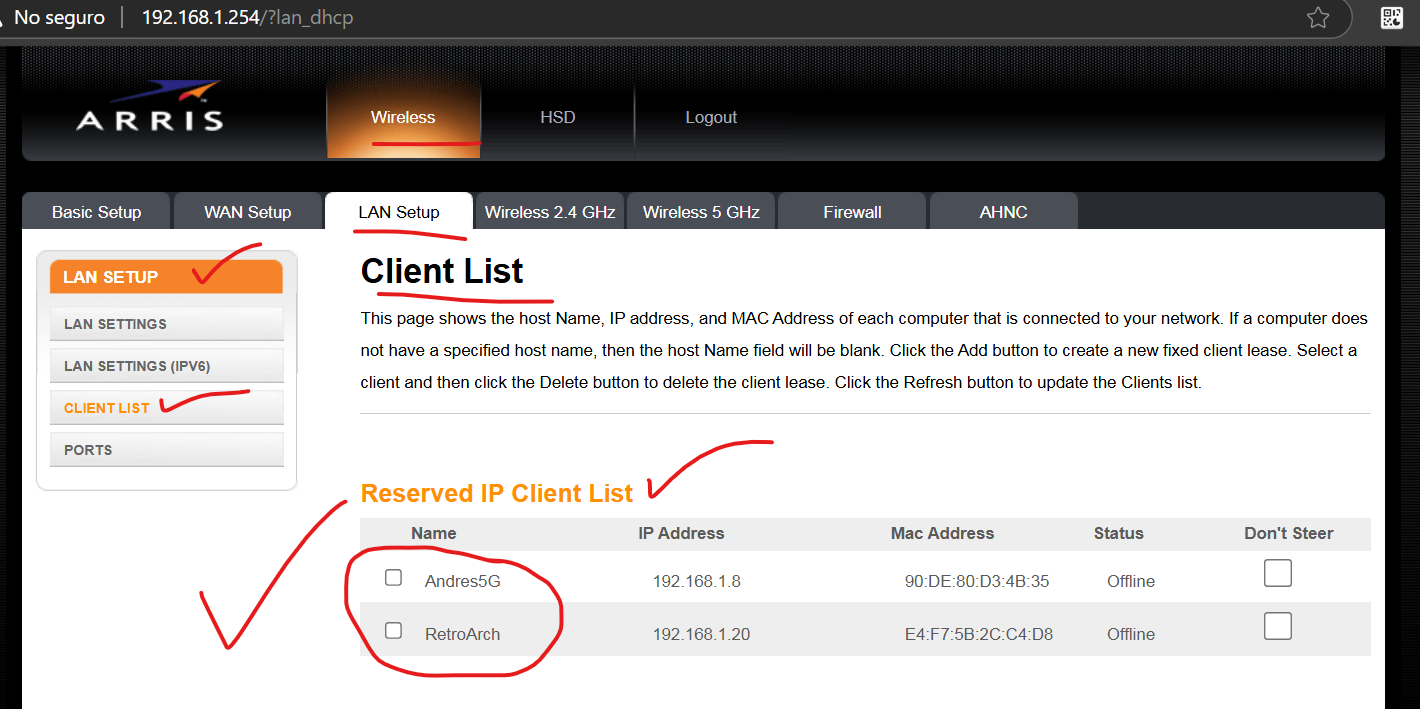 No seguro | 192.168.1.254/?lan_dhcp
ARRIS
Wireless HSD Logout
Basic Setup WAN Setup LAN Setup Wireless 2.4 GHz Wireless 5 GHz Firewall AHNC
LAN SETUP
LAN SETTINGS
LAN SETTINGS (IPV6)
CLIENT LIST
PORTS
Client List
This page shows the host Name, IP address, and MAC Address of each computer that is connected to your network. If a computer does
not have a specified host name, then the host Name field will be blank. Click the Add button to create a new fixed client lease. Select a
client and then click the Delete button to delete the client lease. Click the Refresh button to update the Clients list.
Reserved IP Client List
Name IP Address Mac Address Status Don't Steer
Andres5G 192.168.1.8 90:DE:80:D3:4B:35 Offline
RetroArch 192.168.1.20 E4:F7:5B:2C:C4:D8 Offline